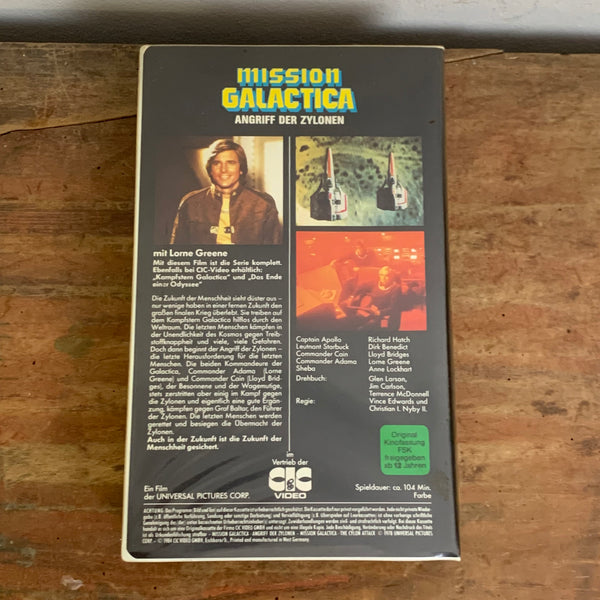 mission
GALACTICA
ANGRIFF DER ZYLONEN
mit Lorne Greene
Mit diesem Film ist die Serie komplett.
Ebenfalls bei CIC-Video erhältlich:
„Kampfstern Galactica" und „Das Ende
einer Odyssee"
Die Zukunft der Menschheit sieht düster aus –
nur wenige haben in einer fernen Zukunft den
großen finalen Krieg überlebt. Sie treiben auf
dem Kampfstern Galactica hilflos durch den
Weltraum. Die letzten Menschen kämpfen in
der Unendlichkeit des Kosmos gegen Treib-
stoffknappheit und viele, viele Gefahren.
Doch dann beginnt der Angriff der Zylonen –
die letzte Herausforderung für die letzten
Menschen. Die beiden Kommandeure der
Galactica, Commander Adama (Lorne
Greene) und Commander Cain (Lloyd Brid-
ges), der Besonnene und der Wagemutige,
stets zerstritten aber einig im Kampf gegen
die Zylonen und eigentlich eine gute Ergän-
zung, kämpfen gegen Graf Baltar, den Führer
der Zylonen. Die letzten Menschen werden
gerettet und besiegen die Übermacht der
Zylonen.
Auch in der Zukunft ist die Zukunft der
Menschheit gesichert.
Captain Apollo Richard Hatch
Leutnant Starbuck Dirk Benedict
Commander Cain Lloyd Bridges
Commander Adama Lorne Greene
Sheba Anne Lockhart
Drehbuch: Glen Larson,
Jim Carlson,
Terrence McDonnell
Regie: Vince Edwards und
Christian I. Nyby II.
Original
Kinofassung
FSK
freigegeben
ab 12 Jahren
im
Vertrieb der
CIC
VIDEO
Ein Film
der UNIVERSAL PICTURES CORP.
Spieldauer: ca. 104 Min.
Farbe